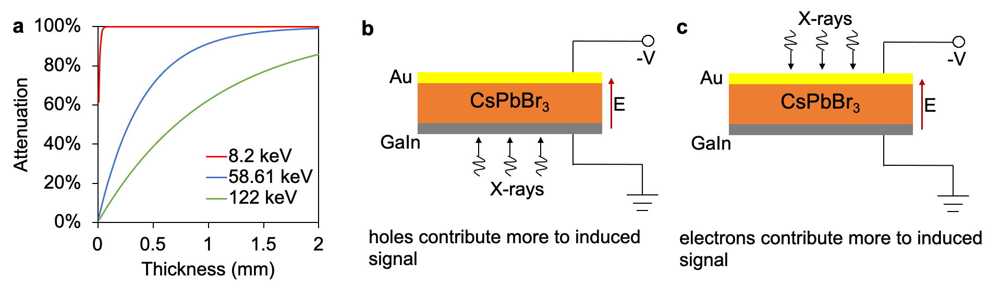 a
100%
80%
60%
40%
20%
0%
Attenuation
8.2 keV
58.61 keV
122 keV
0 0.5 1 1.5 2
Thickness (mm)
b
-V
Au
CsPbBr₃
E
GaIn
X-rays
holes contribute more to induced
signal
c
X-rays
-V
Au
CsPbBr₃
E
GaIn
electrons contribute more to induced
signal